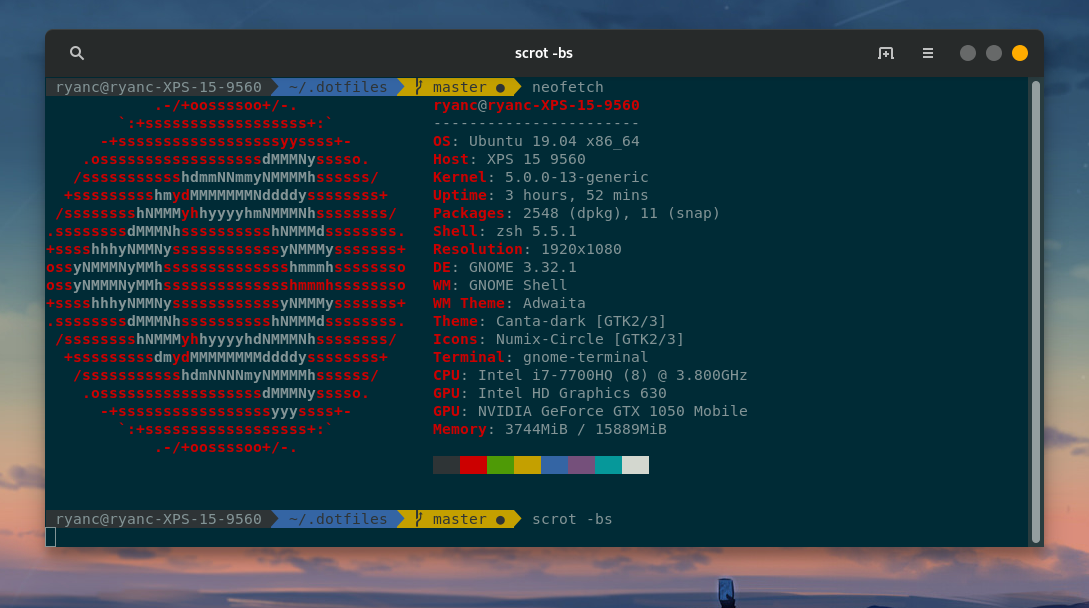 scrot -bs
ryanc@ryanc-XPS-15-9560 ~/.dotfiles master ● neofetch
.-/+oossssoo+/-. ryanc@ryanc-XPS-15-9560
`:+ssssssssssssssssss+:` -----------------------
-+ssssssssssssssssssyyssss+- OS: Ubuntu 19.04 x86_64
.ossssssssssssssssssdMMMNysssso. Host: XPS 15 9560
/ssssssssssshdmmNNmmyNMMMMhssssss/ Kernel: 5.0.0-13-generic
+ssssssssshmydMMMMMMMNddddyssssssss+ Uptime: 3 hours, 52 mins
/sssssssshNMMMyhhyyyyhmNMMMNhssssssss/ Packages: 2548 (dpkg), 11 (snap)
.ssssssssdMMMNhsssssssssshNMMMdssssssss. Shell: zsh 5.5.1
+sssshhhyNMMNyssssssssssssyNMMMysssssss+ Resolution: 1920x1080
ossyNMMMNyMMhsssssssssssssshmmmhssssssso DE: GNOME 3.32.1
ossyNMMMNyMMhsssssssssssssshmmmhssssssso WM: GNOME Shell
+sssshhhyNMMNyssssssssssssyNMMMysssssss+ WM Theme: Adwaita
.ssssssssdMMMNhsssssssssshNMMMdssssssss. Theme: Canta-dark [GTK2/3]
/sssssssshNMMMyhhyyyyhdNMMMNhssssssss/ Icons: Numix-Circle [GTK2/3]
+sssssssssdmydMMMMMMMMddddyssssssss+ Terminal: gnome-terminal
/ssssssssssshdmNNNNmyNMMMMhssssss/ CPU: Intel i7-7700HQ (8) @ 3.800GHz
.ossssssssssssssssssdMMMNysssso. GPU: Intel HD Graphics 630
-+sssssssssssssssssyyyssss+- GPU: NVIDIA GeForce GTX 1050 Mobile
`:+ssssssssssssssssss+:` Memory: 3744MiB / 15889MiB
.-/+oossssoo+/-.
ryanc@ryanc-XPS-15-9560 ~/.dotfiles master ● scrot -bs